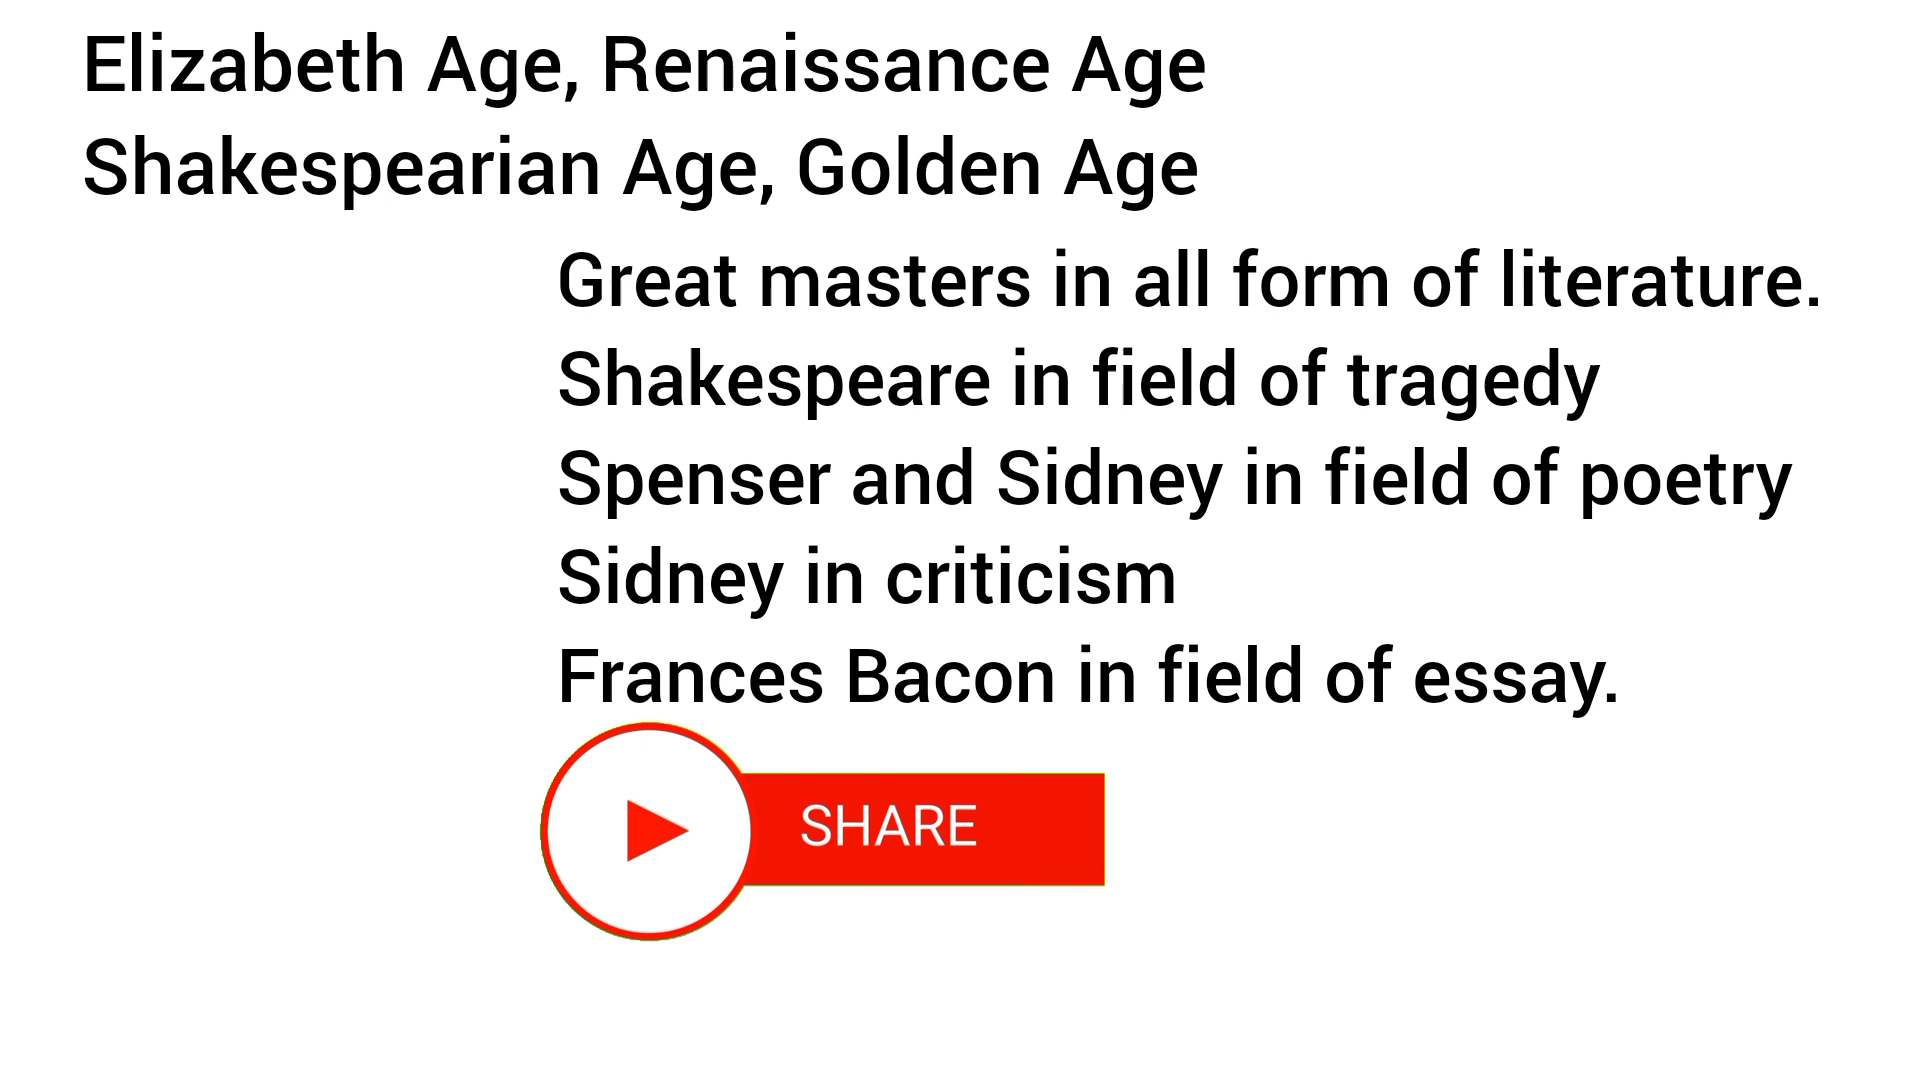 Elizabeth Age, Renaissance Age
Shakespearian Age, Golden Age
Great masters in all form of literature.
Shakespeare in field of tragedy
Spenser and Sidney in field of poetry
Sidney in criticism
Frances Bacon in field of essay.
SHARE